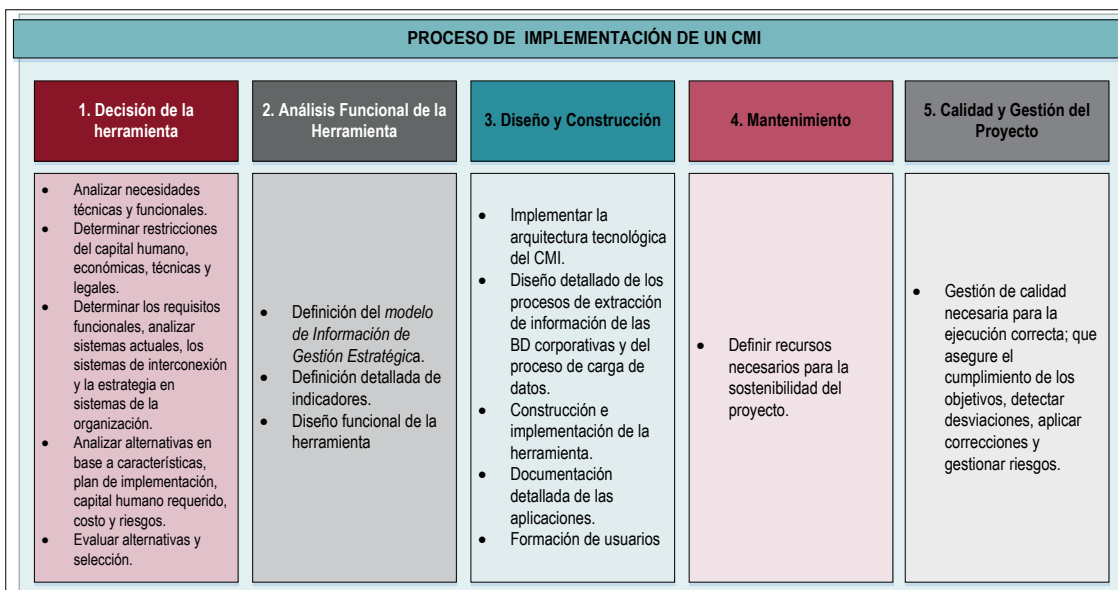 PROCESO DE IMPLEMENTACIÓN DE UN CMI
1. Decisión de la
herramienta
• Analizar necesidades
técnicas y funcionales.
• Determinar restricciones
del capital humano,
económicas, técnicas y
legales.
• Determinar los requisitos
funcionales, analizar
sistemas actuales, los
sistemas de interconexión
y la estrategia en
sistemas de la
organización.
• Analizar alternativas en
base a características,
plan de implementación,
capital humano requerido,
costo y riesgos.
• Evaluar alternativas y
selección.
2. Análisis Funcional de la
Herramienta
• Definición del modelo
de Información de
Gestión Estratégica.
• Definición detallada de
indicadores.
• Diseño funcional de la
herramienta
3. Diseño y Construcción
• Implementar la
arquitectura tecnológica
del CMI.
• Diseño detallado de los
procesos de extracción
de información de las
BD corporativas y del
proceso de carga de
datos.
• Construcción e
implementación de la
herramienta.
• Documentación
detallada de las
aplicaciones.
• Formación de usuarios
4. Mantenimiento
• Definir recursos
necesarios para la
sostenibilidad del
proyecto.
5. Calidad y Gestión del
Proyecto
• Gestión de calidad
necesaria para la
ejecución correcta; que
asegure el
cumplimiento de los
objetivos, detectar
desviaciones, aplicar
correcciones y
gestionar riesgos.